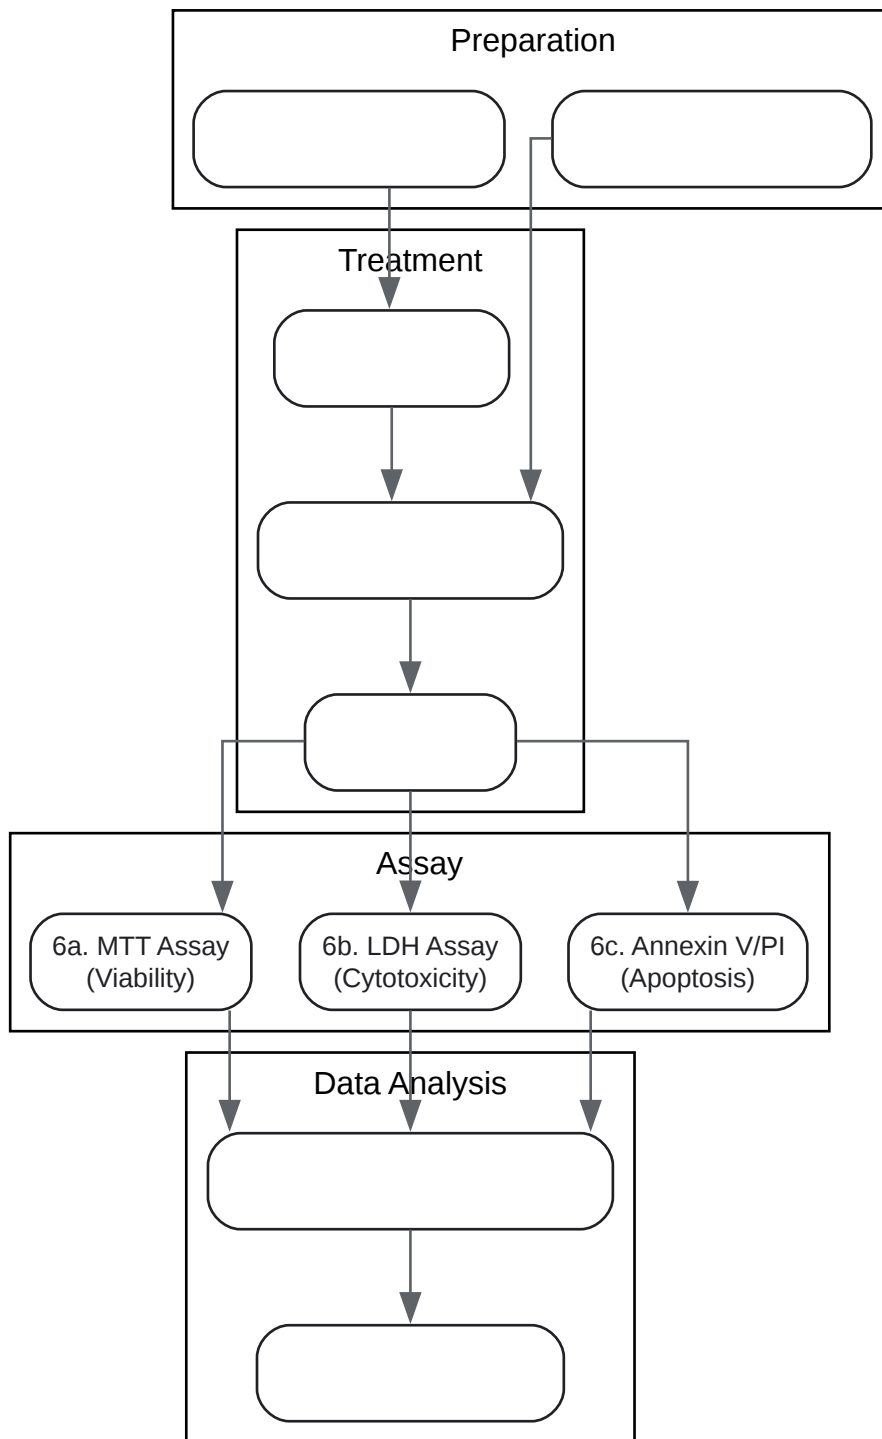 Preparation
Treatment
Assay
6a. MTT Assay
(Viability)
6b. LDH Assay
(Cytotoxicity)
6c. Annexin V/PI
(Apoptosis)
Data Analysis